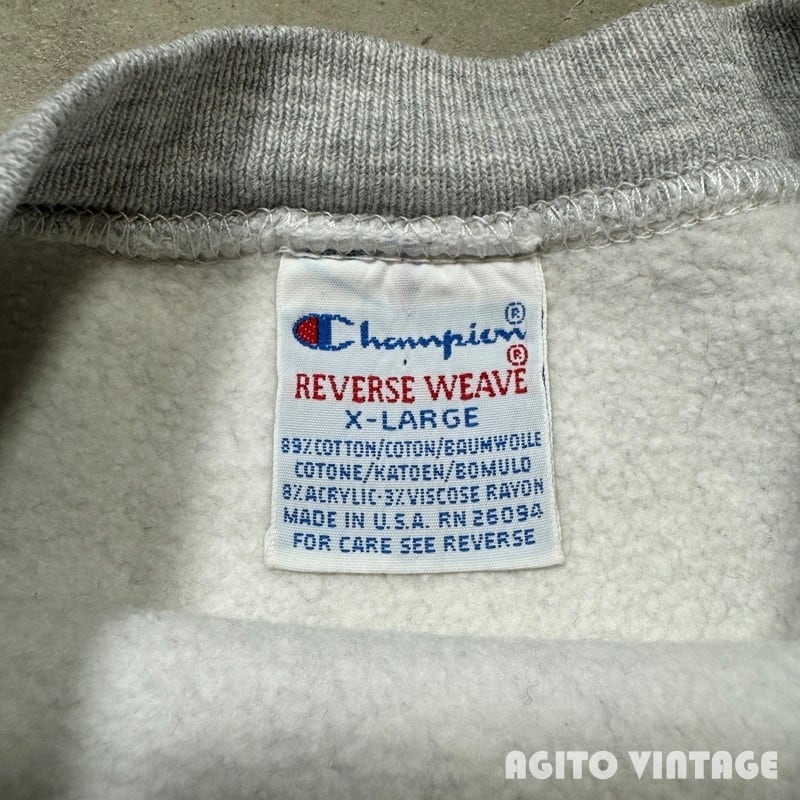 Champion®
®
REVERSE WEAVE
X-LARGE
89% COTTON/COTON/BAUMWOLLE
COTONE/KATOEN/BOMULD
8% ACRYLIC-3% VISCOSE RAYON
MADE IN U.S.A. RN 26094
FOR CARE SEE REVERSE
AGITO VINTAGE